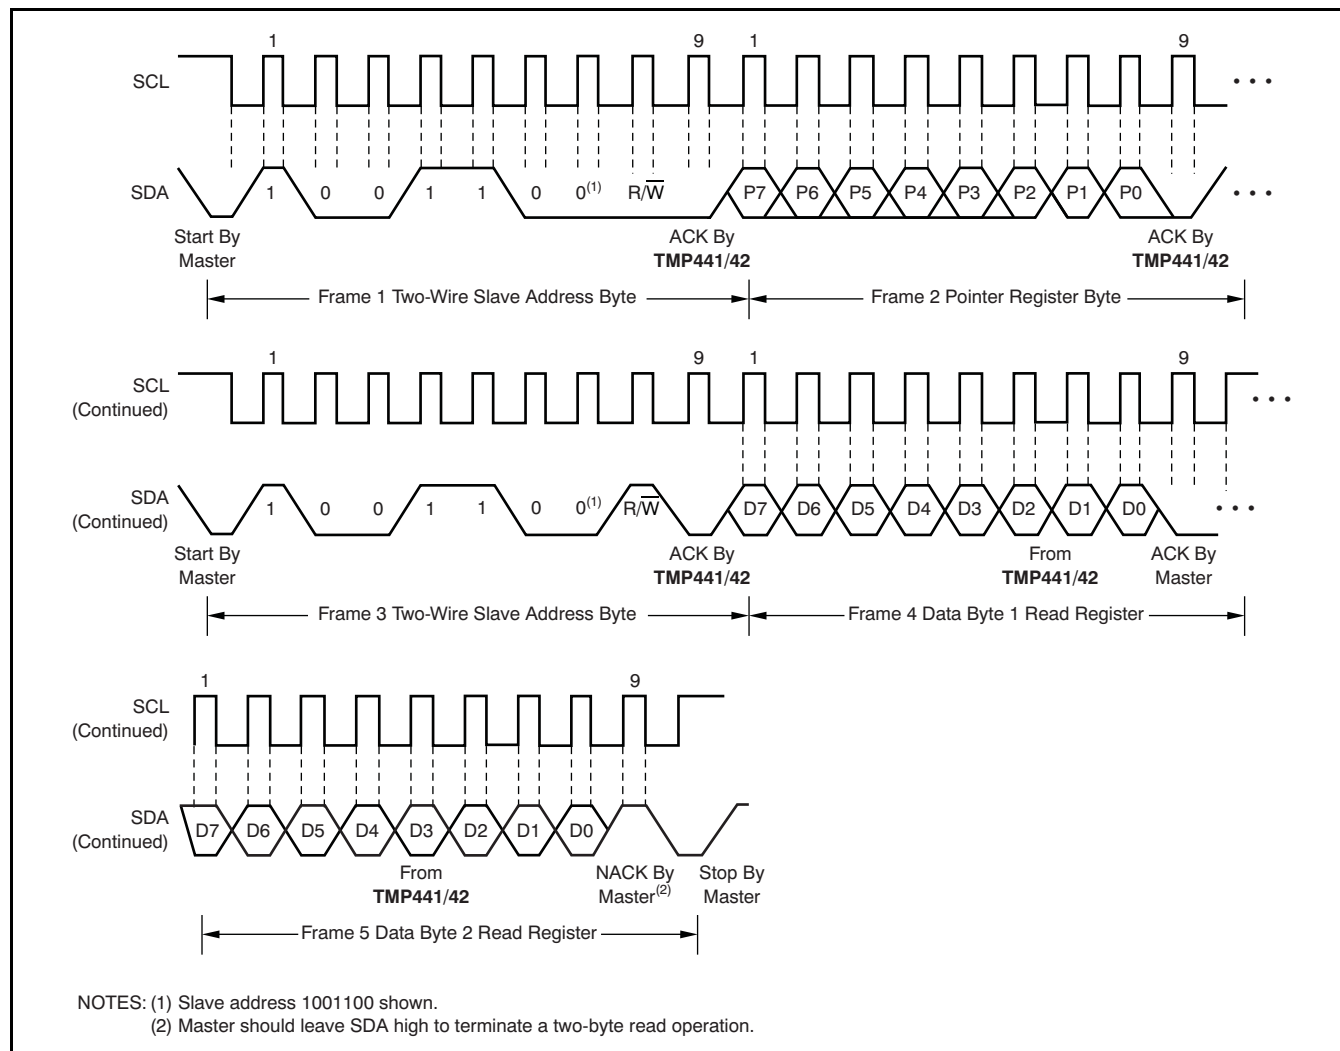 1 9 1 9
SCL • • •
SDA 1 0 0 1 1 0 0(1) R/W P7 P6 P5 P4 P3 P2 P1 P0 • • •
Start By Master
ACK By TMP441/42
ACK By TMP441/42
Frame 1 Two-Wire Slave Address Byte
Frame 2 Pointer Register Byte
1 9 1 9
SCL (Continued) • • •
SDA (Continued) 1 0 0 1 1 0 0(1) R/W D7 D6 D5 D4 D3 D2 D1 D0 • • •
Start By Master
ACK By TMP441/42
From TMP441/42
ACK By Master
Frame 3 Two-Wire Slave Address Byte
Frame 4 Data Byte 1 Read Register
1 9
SCL (Continued)
SDA (Continued) D7 D6 D5 D4 D3 D2 D1 D0
From TMP441/42
NACK By Master(2)
Stop By Master
Frame 5 Data Byte 2 Read Register
NOTES: (1) Slave address 1001100 shown.
(2) Master should leave SDA high to terminate a two-byte read operation.